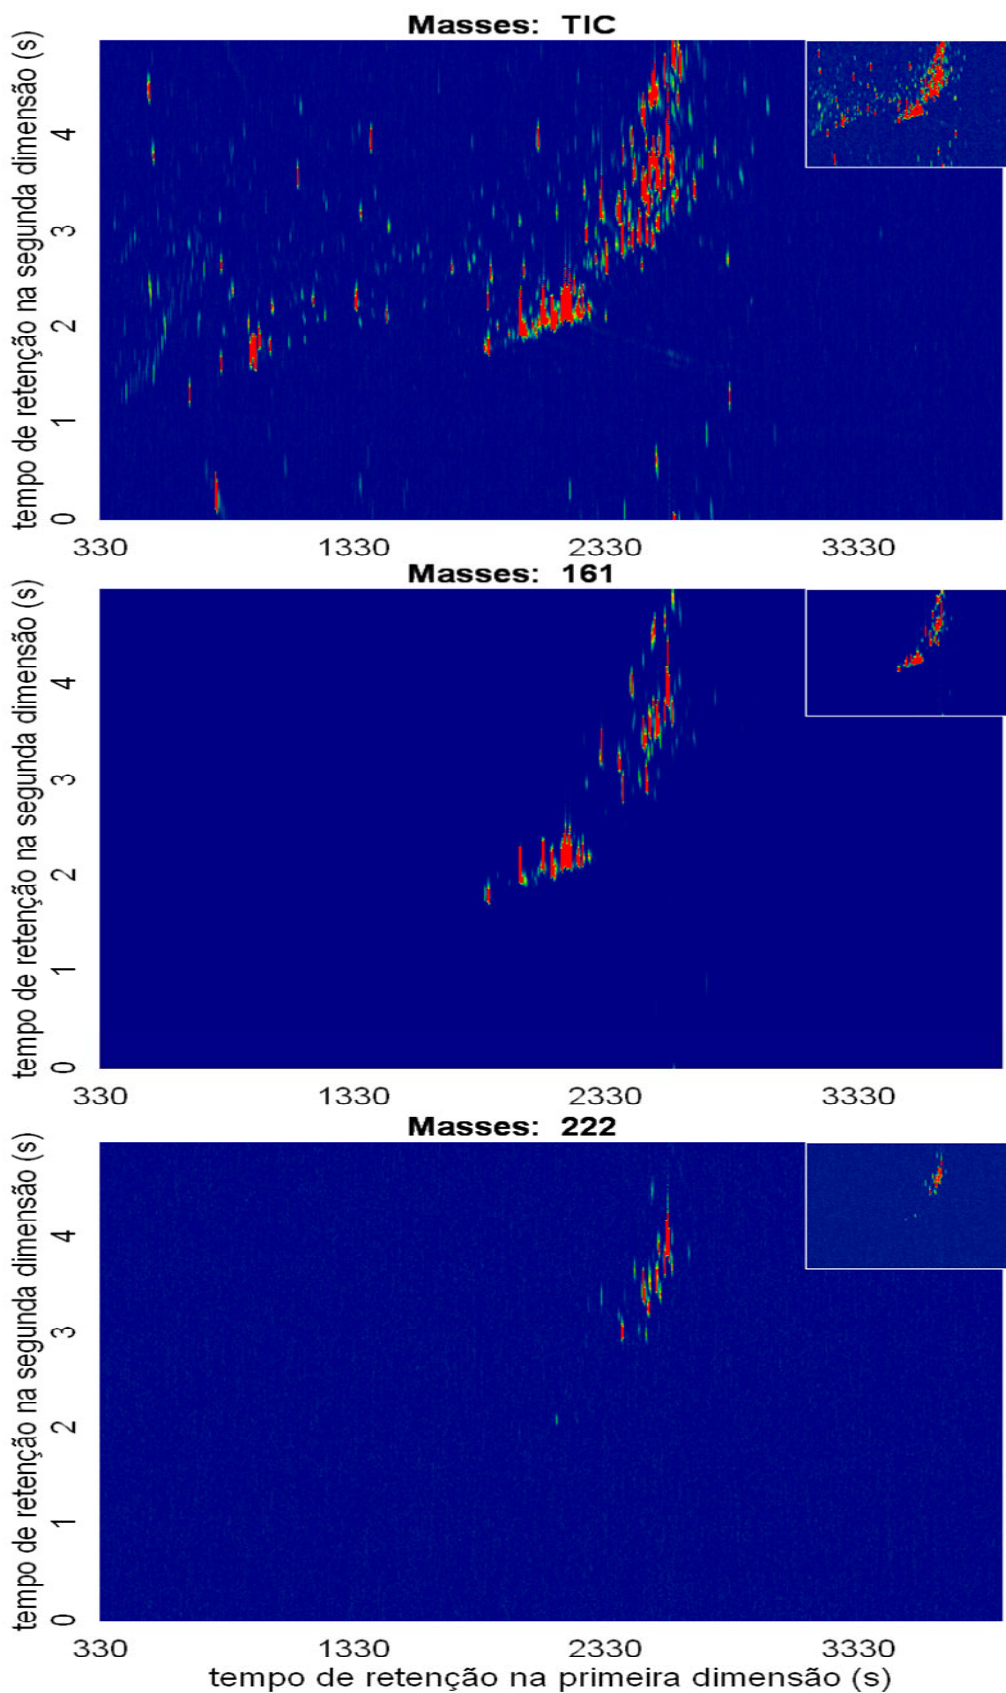 Masses: TIC
tempo de retenção na segunda dimensão (s)
4
3
2
1
0
330 1330 2330 3330
Masses: 161
tempo de retenção na segunda dimensão (s)
4
3
2
1
0
330 1330 2330 3330
Masses: 222
tempo de retenção na segunda dimensão (s)
4
3
2
1
0
330 1330 2330 3330
tempo de retenção na primeira dimensão (s)